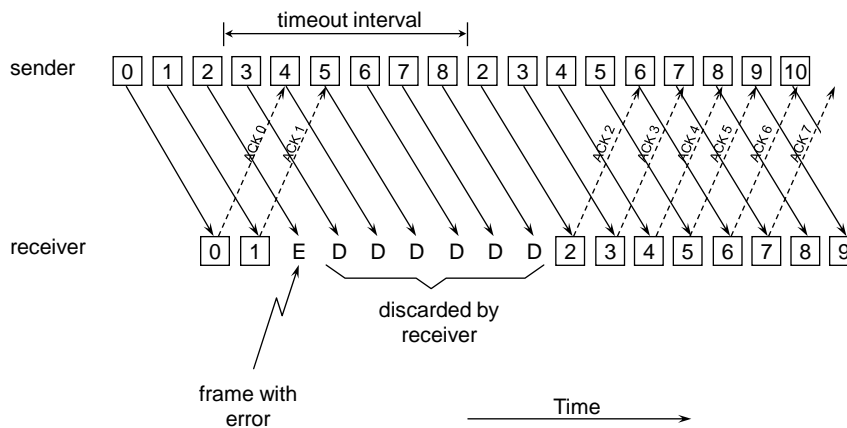 timeout interval
sender 0 1 2 3 4 5 6 7 8 2 3 4 5 6 7 8 9 10
ACK 0 ACK 1 ACK 2 ACK 3 ACK 4 ACK 5 ACK 6 ACK 7
receiver 0 1 E D D D D D D 2 3 4 5 6 7 8 9
discarded by
receiver
frame with
error
Time